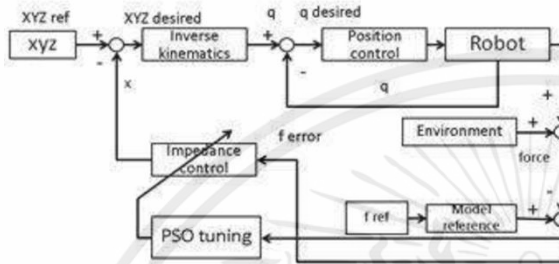 XYZ ref
XYZ desired
q
q desired
xyz
+
-
Inverse
kinematics
+
-
Position
control
Robot
x
q
+
f error
Environment
+
force
Impedance
control
-
f ref
Model
reference
+
PSO tuning